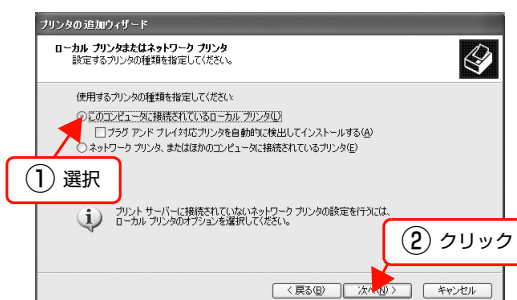 プリンタの追加ウィザード
ローカル プリンタまたはネットワーク プリンタ
設定するプリンタの種類を指定してください。
使用するプリンタの種類を指定してください:
このコンピュータに接続されているローカル プリンタ(L)
プラグ アンド プレイ対応プリンタを自動的に検出してインストールする(A)
ネットワーク プリンタ、またはほかのコンピュータに接続されているプリンタ(E)
① 選択
プリント サーバーに接続されていないネットワーク プリンタの設定を行うには、
ローカル プリンタのオプションを選択してください。
② クリック
< 戻る(B) 次へ(N) > キャンセル